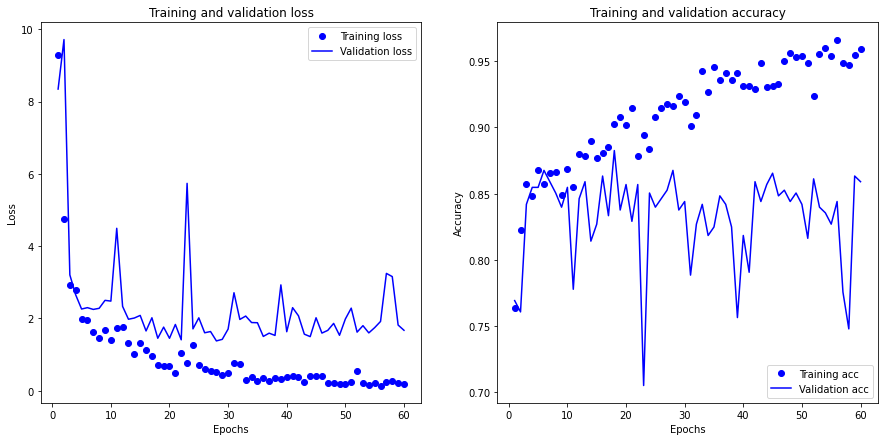 Training and validation loss
10
8
6
4
2
0
Loss
Training loss
Validation loss
0 10 20 30 40 50 60
Epochs
Training and validation accuracy
0.95
0.90
0.85
0.80
0.75
0.70
Accuracy
Training acc
Validation acc
0 10 20 30 40 50 60
Epochs